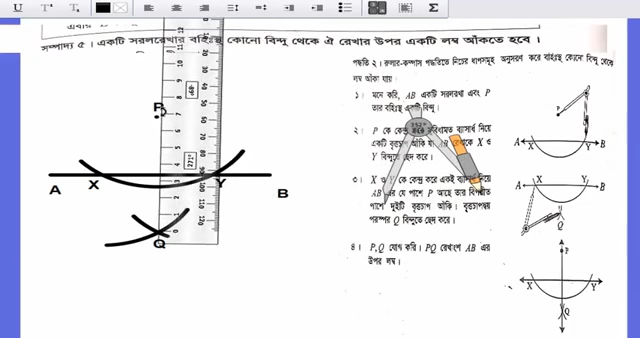 সম্পাদ্য ৫ । একটি সরলরেখার বহিঃস্থ কোনো বিন্দু থেকে ঐ রেখার উপর একটি লম্ব আঁকতে হবে ।
পদ্ধতি ২ । রুলার-কম্পাস পদ্ধতিতে নিচের ধাপসমূহ অনুসরণ করে বহিঃস্থ কোনো বিন্দু থেকে
লম্ব আঁকা যায়
১ । মনে করি, AB একটি সরলরেখা এবং P
তার বহিঃস্থ একটি বিন্দু ।
২ । P কে কেন্দ্র করে ব্যাসার্ধ নিয়ে
একটি বৃত্তচাপ আঁকি যা AB রেখাকে X ও
Y বিন্দুতে ছেদ করে ।
৩ । X ও Y কে কেন্দ্র করে একই নিয়ে
AB এর যে পাশে P আছে তার বিপরীত
পাশে দুইটি বৃত্তচাপ আঁকি । বৃত্তচাপদ্বয়
পরস্পর Q বিন্দুতে ছেদ করে ।
৪ । P, Q যোগ করি । PQ রেখাংশ AB এর
উপর লম্ব ।
P
A X Y B
Q
271°
352°
P
A X Y B
A X Y B
Q
P
X Y
Q